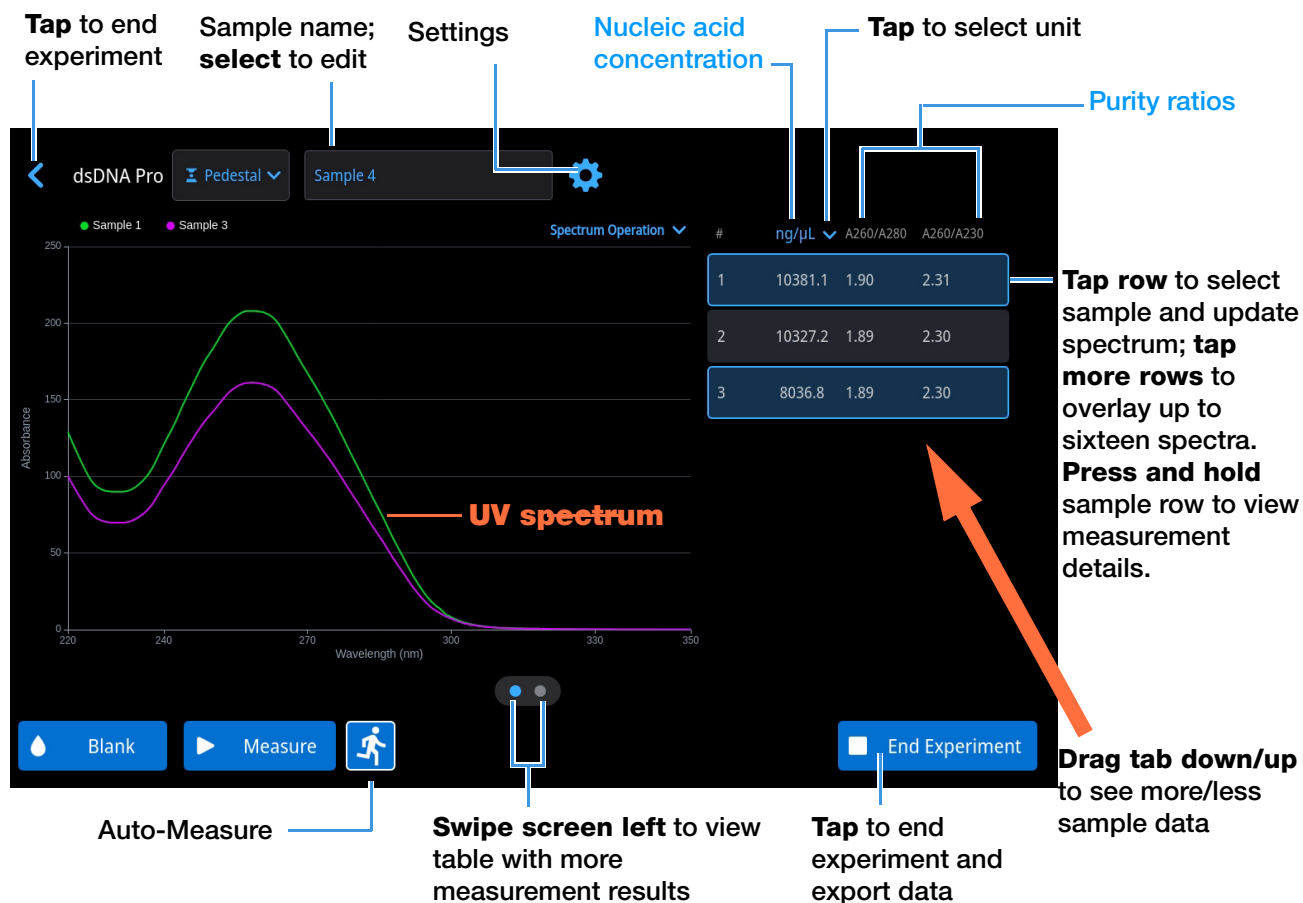 Tap to end
experiment
Sample name;
select to edit
Settings
Nucleic acid
concentration
Tap to select unit
Purity ratios
dsDNA Pro
Pedestal
Sample 4
Sample 1
Sample 3
Spectrum Operation
# ng/µL A260/A280 A260/A230
1 10381.1 1.90 2.31
2 10327.2 1.89 2.30
3 8036.8 1.89 2.30
250
200
150
100
50
0
Absorbance
220 240 270 300 330 350
Wavelength (nm)
UV spectrum
Tap row to select
sample and update
spectrum; tap
more rows to
overlay up to
sixteen spectra.
Press and hold
sample row to view
measurement
details.
Blank
Measure
End Experiment
Drag tab down/up
to see more/less
sample data
Auto-Measure
Swipe screen left to view
table with more
measurement results
Tap to end
experiment and
export data